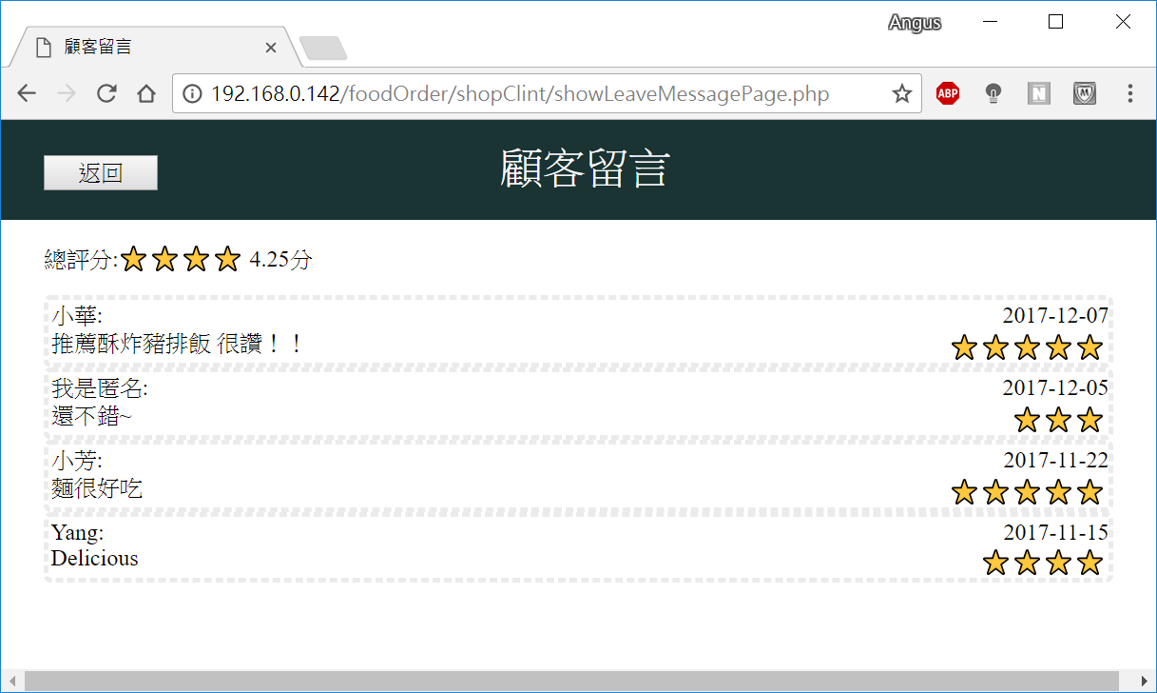 Angus
顧客留言
192.168.0.142/foodOrder/shopClint/showLeaveMessagePage.php
ABP
N
M
返回
顧客留言
總評分: 4.25分
小華: 2017-12-07
推薦酥炸豬排飯 很讚！！
我是匿名: 2017-12-05
還不錯~
小芳: 2017-11-22
麵很好吃
Yang: 2017-11-15
Delicious